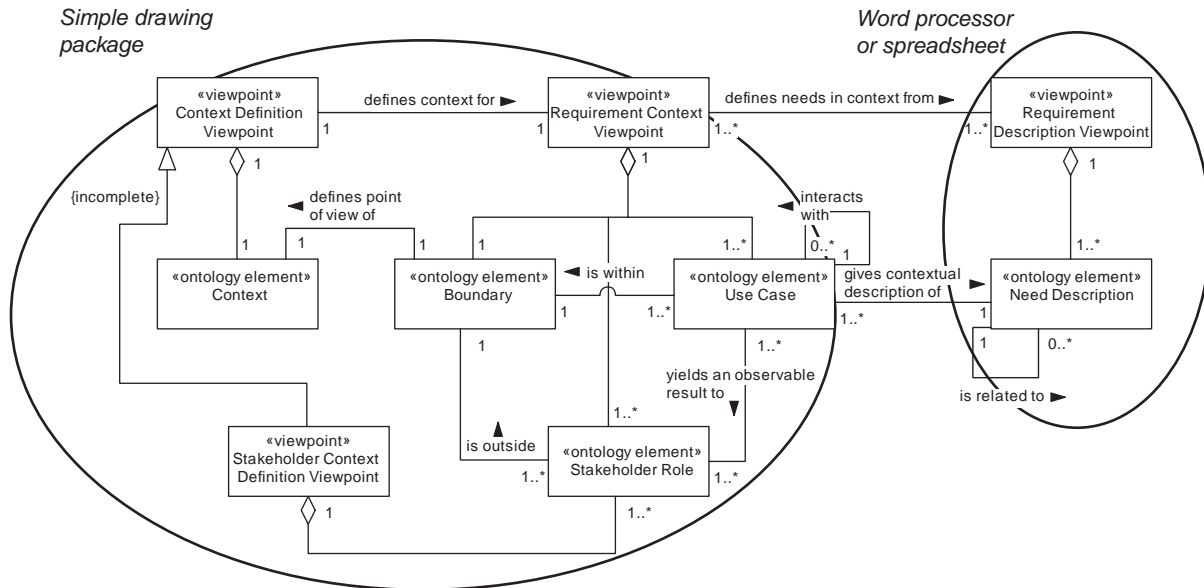 Simple drawing
package
Word processor
or spreadsheet
«viewpoint»
Context Definition
Viewpoint
defines context for
1
1
«viewpoint»
Requirement Context
Viewpoint
defines needs in context from
1..*
1..*
«viewpoint»
Requirement
Description Viewpoint
1
1
1
{incomplete}
defines point
of view of
interacts
with
1
1
1
1
1..*
0..*
1
1..*
«ontology element»
Context
«ontology element»
Boundary
is within
«ontology element»
Use Case
gives contextual
description of
«ontology element»
Need Description
1
1..*
1..*
1
1
1..*
1
0..*
yields an observable
result to
is related to
1..*
«viewpoint»
Stakeholder Context
Definition Viewpoint
is outside
«ontology element»
Stakeholder Role
1..*
1..*
1
1..*